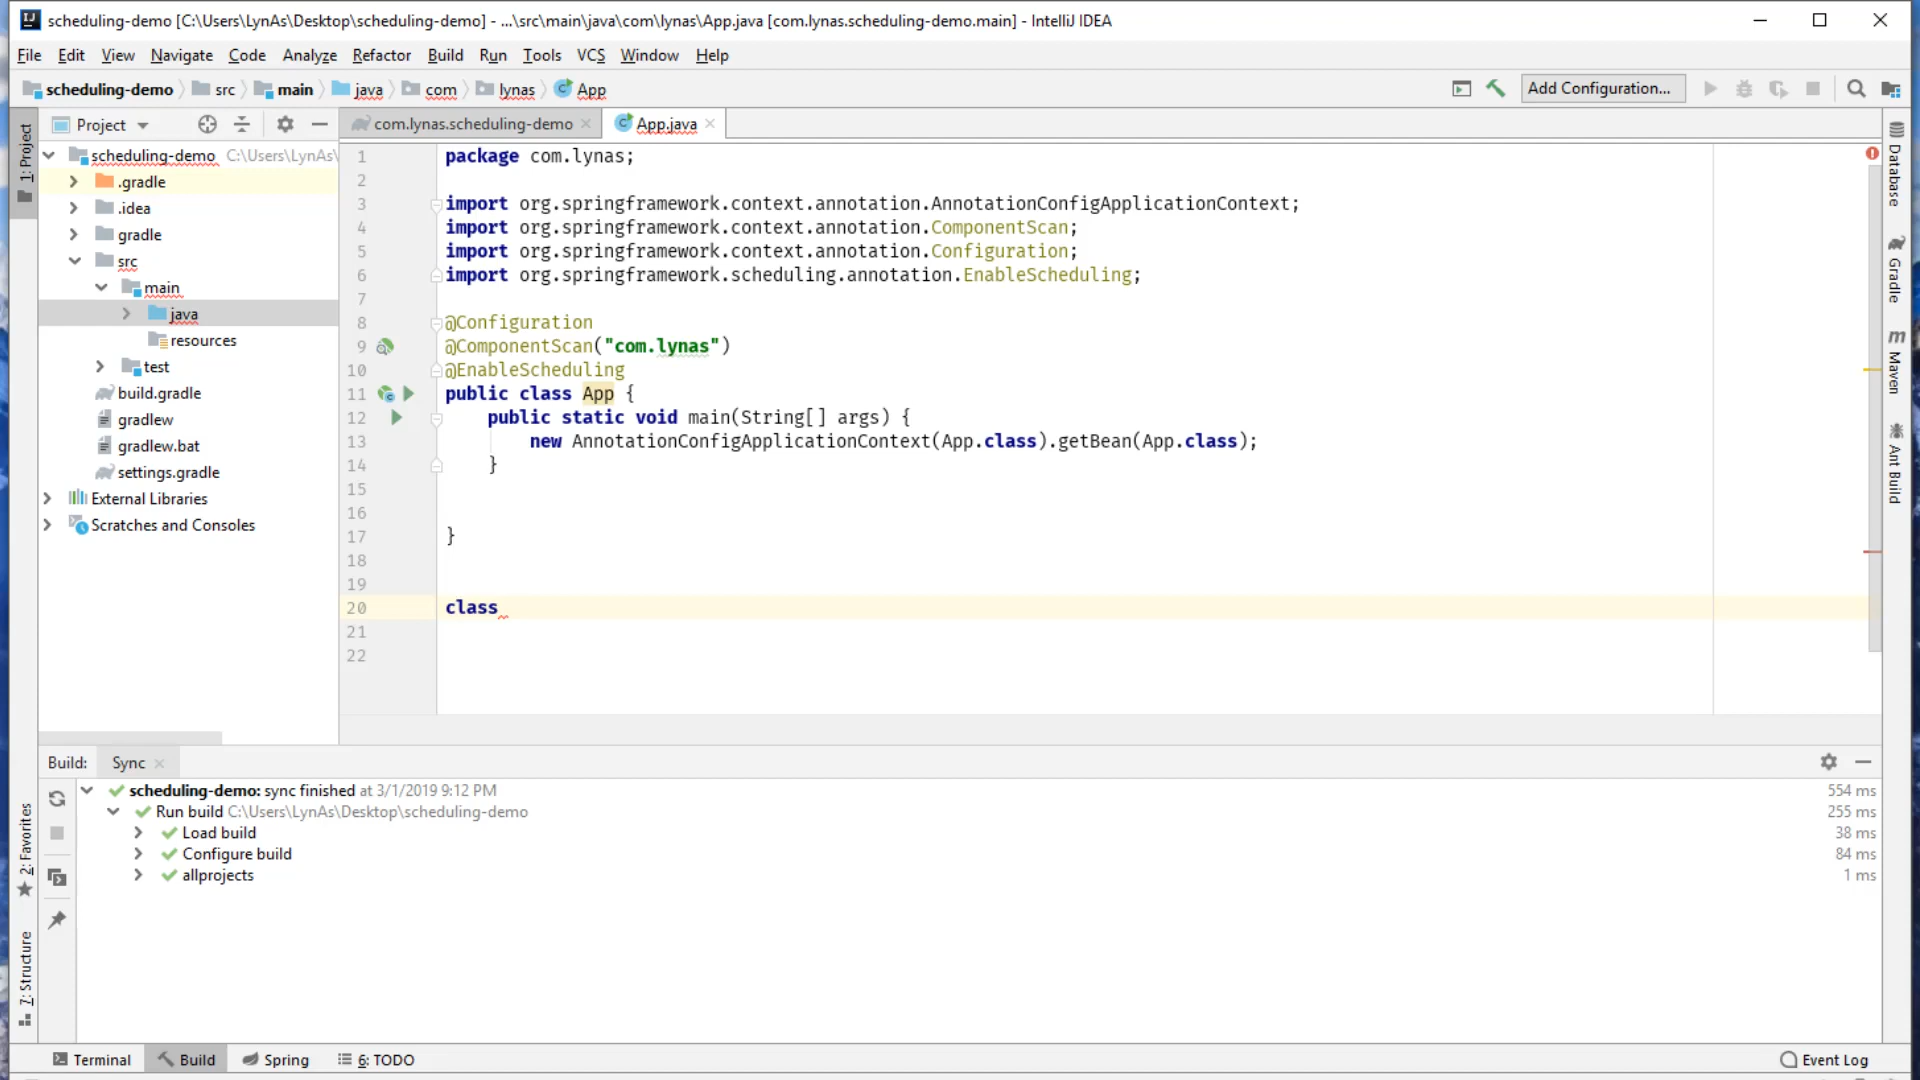 scheduling-demo [C:\Users\LynAs\Desktop\scheduling-demo] - ...\src\main\java\com\lynas\App.java [com.lynas.scheduling-demo.main] - IntelliJ IDEA
File Edit View Navigate Code Analyze Refactor Build Run Tools VCS Window Help
scheduling-demo src main java com lynas App
Add Configuration...
1: Project
Project
com.lynas.scheduling-demo
App.java
scheduling-demo C:\Users\LynAs\
.gradle
.idea
gradle
src
main
java
resources
test
build.gradle
gradlew
gradlew.bat
settings.gradle
External Libraries
Scratches and Consoles
1 package com.lynas;
2
3 import org.springframework.context.annotation.AnnotationConfigApplicationContext;
4 import org.springframework.context.annotation.ComponentScan;
5 import org.springframework.context.annotation.Configuration;
6 import org.springframework.scheduling.annotation.EnableScheduling;
7
8 @Configuration
9 @ComponentScan("com.lynas")
10 @EnableScheduling
11 public class App {
12 public static void main(String[] args) {
13 new AnnotationConfigApplicationContext(App.class).getBean(App.class);
14 }
15
16
17 }
18
19
20 class
21
22
Database
Gradle
m Maven
Ant Build
Build: Sync
scheduling-demo: sync finished at 3/1/2019 9:12 PM 554 ms
Run build C:\Users\LynAs\Desktop\scheduling-demo 255 ms
Load build 38 ms
Configure build 84 ms
allprojects 1 ms
2: Favorites
7: Structure
Terminal Build Spring 6: TODO Event Log